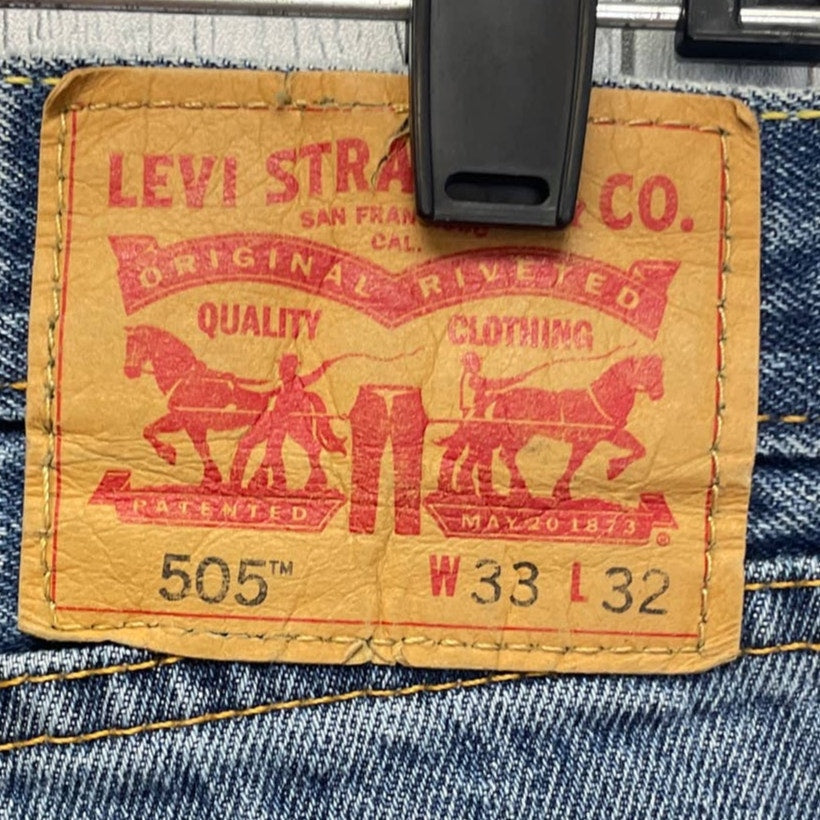 LEVI STRA CO.
SAN FRAN
CAL.
ORIGINAL RIVETED
QUALITY CLOTHING
PATENTED MAY 20 1873 ®
505™ W 33 L 32